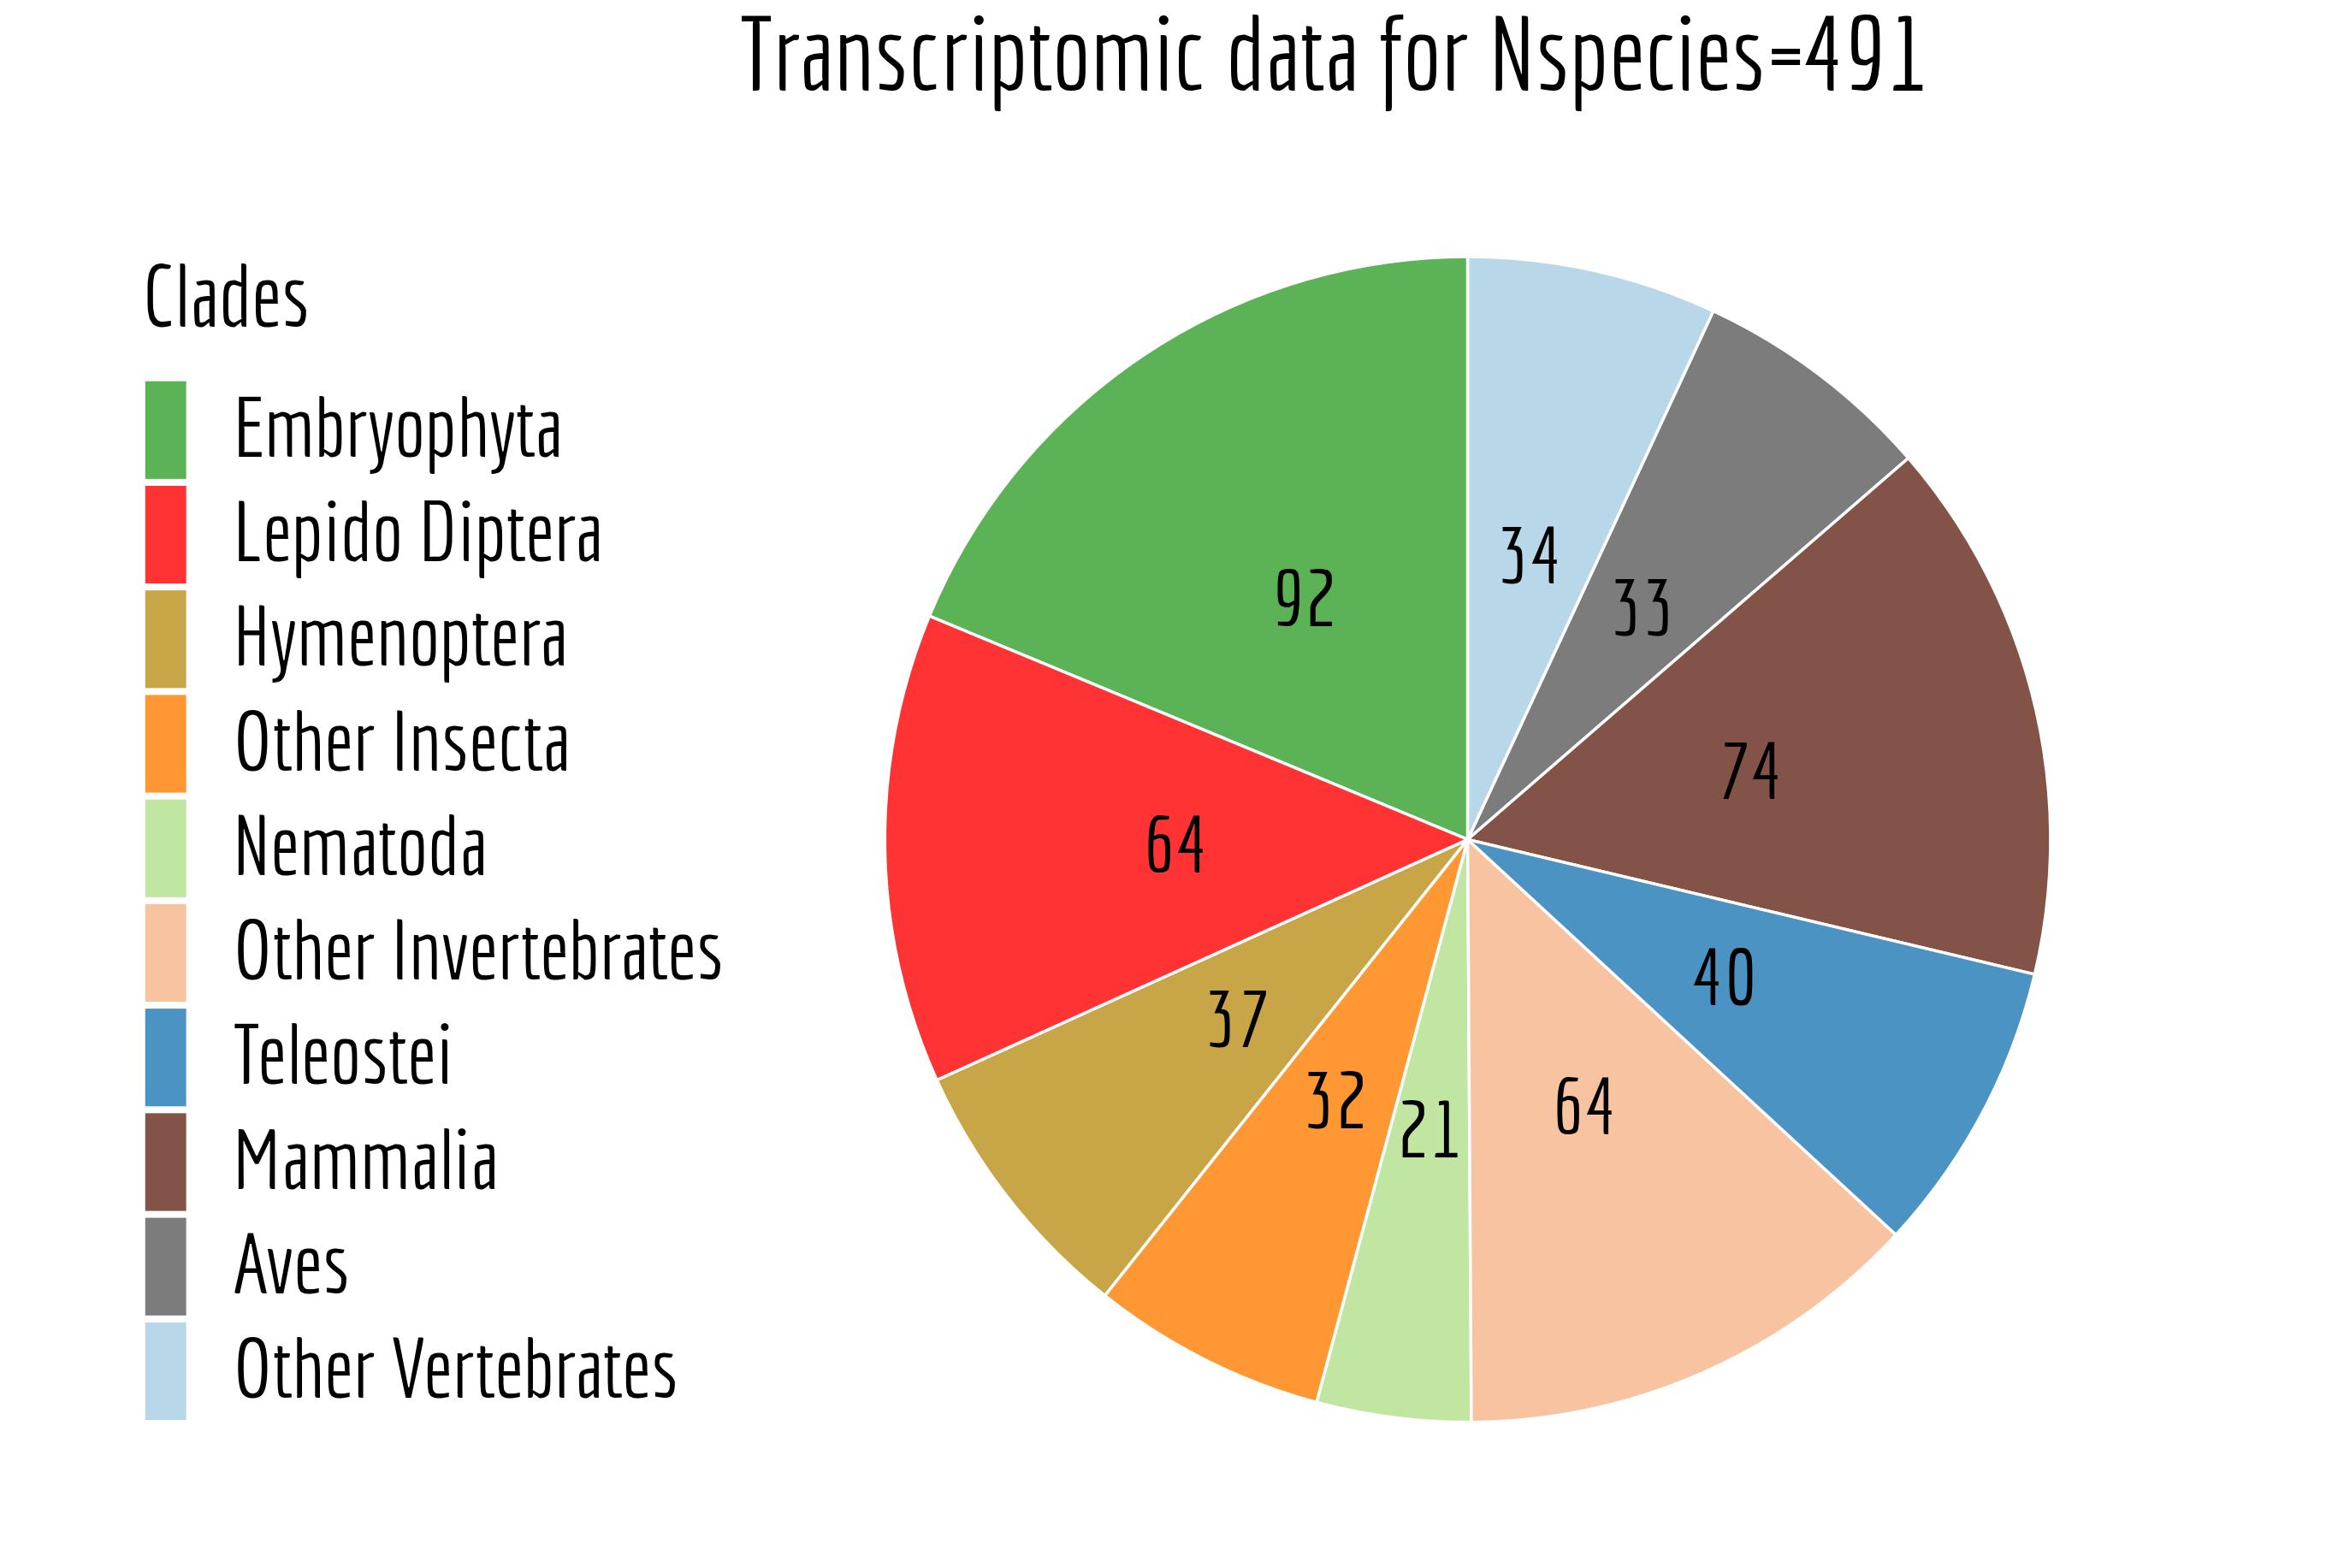 Transcriptomic data for Nspecies=491
Clades
Embryophyta
Lepido Diptera
Hymenoptera
Other Insecta
Nematoda
Other Invertebrates
Teleostei
Mammalia
Aves
Other Vertebrates
34
92
33
74
64
40
37
32
64
21